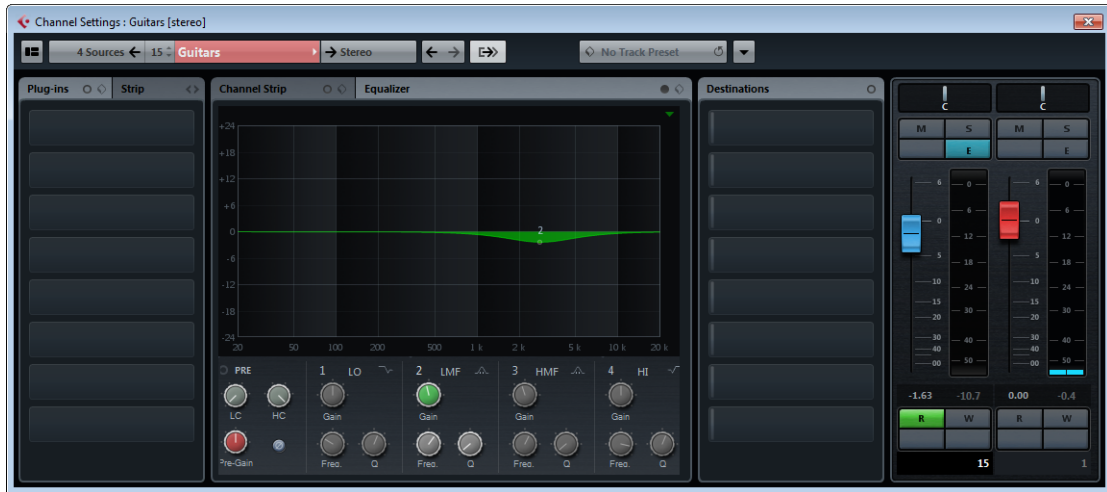 Channel Settings : Guitars [stereo]
4 Sources ← 15 Guitars → Stereo ← → No Track Preset
Plug-ins Strip
Channel Strip Equalizer
Destinations
+24
+18
+12
+6
0
-6
-12
-18
-24
20 50 100 200 500 1 k 2 k 5 k 10 k 20 k
2
PRE
LC HC
Pre-Gain
1 LO
Gain
Freq. Q
2 LMF
Gain
Freq. Q
3 HMF
Gain
Freq. Q
4 HI
Gain
Freq. Q
C C
M S M S
E E
6
0
5
10
15
20
30
40
00
0
6
12
18
24
30
40
50
6
0
5
10
15
20
30
40
00
0
6
12
18
24
30
40
50
-1.63 -10.7 0.00 -0.4
R W R W
15 1